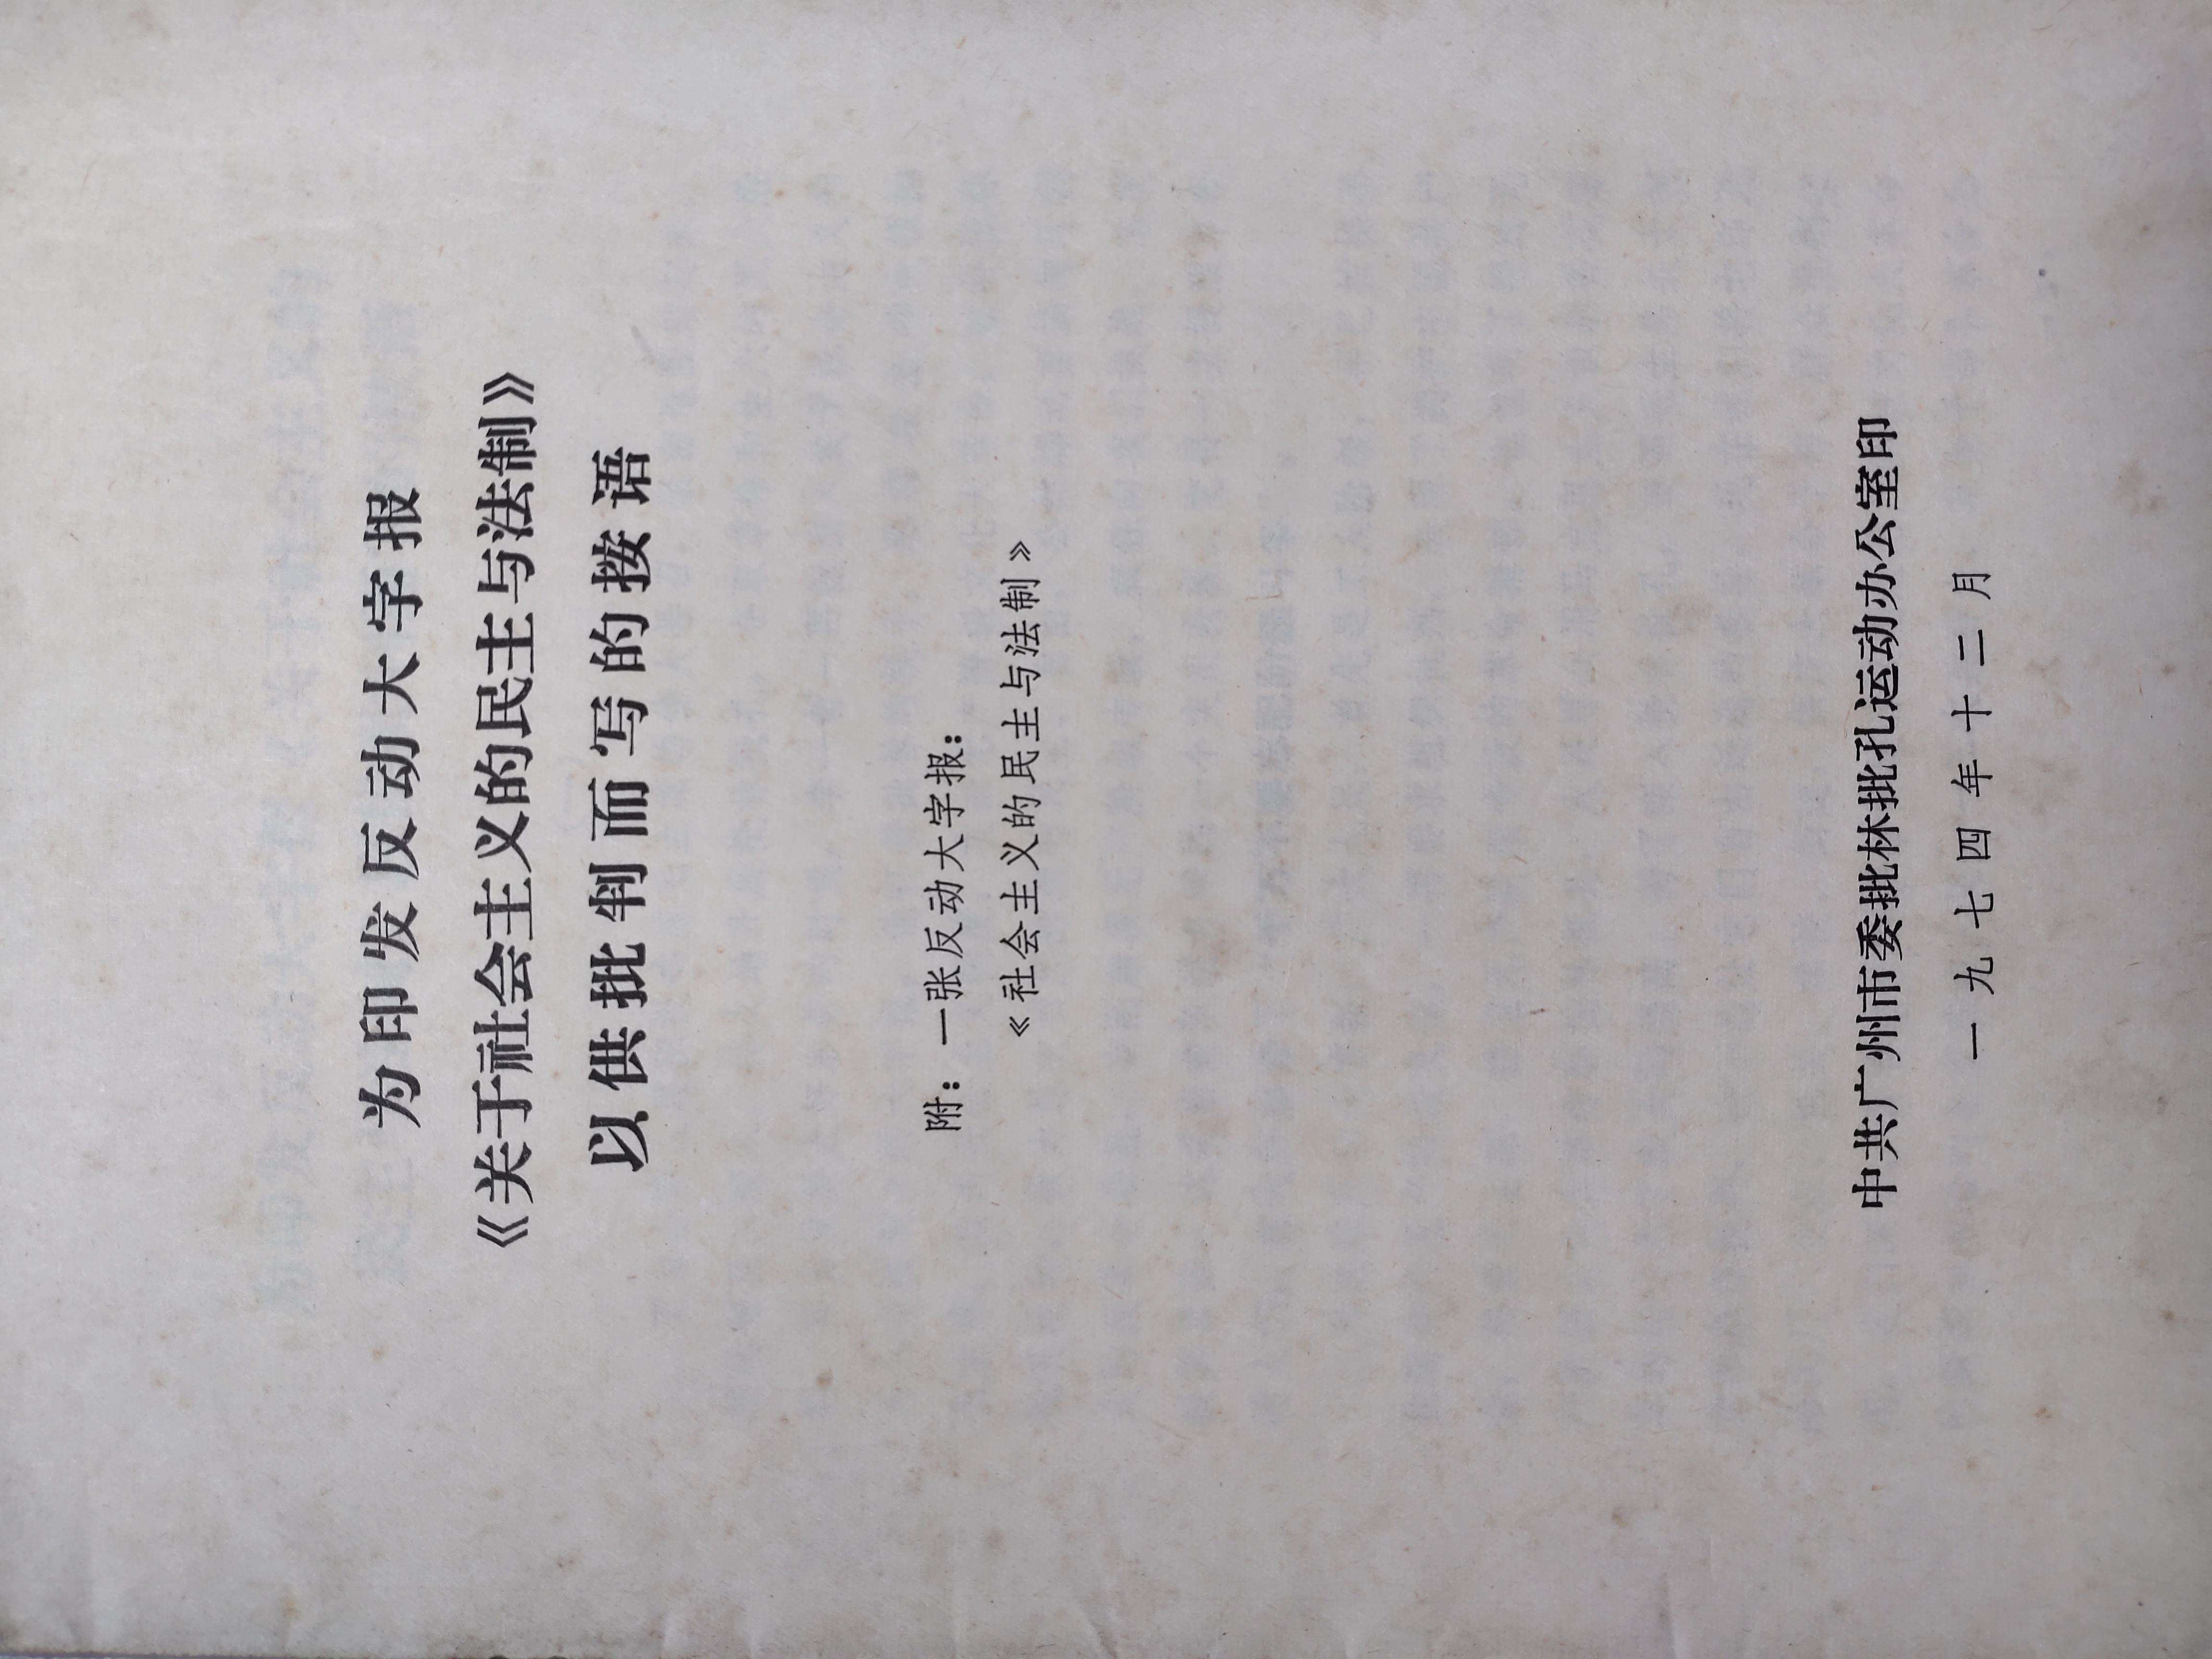 为印发反动大字报
《关于社会主义的民主与法制》
以供批判而写的按语
附：一张反动大字报：
《社会主义的民主与法制》
中共广州市委批林批孔运动办公室印
一九七四年十二月